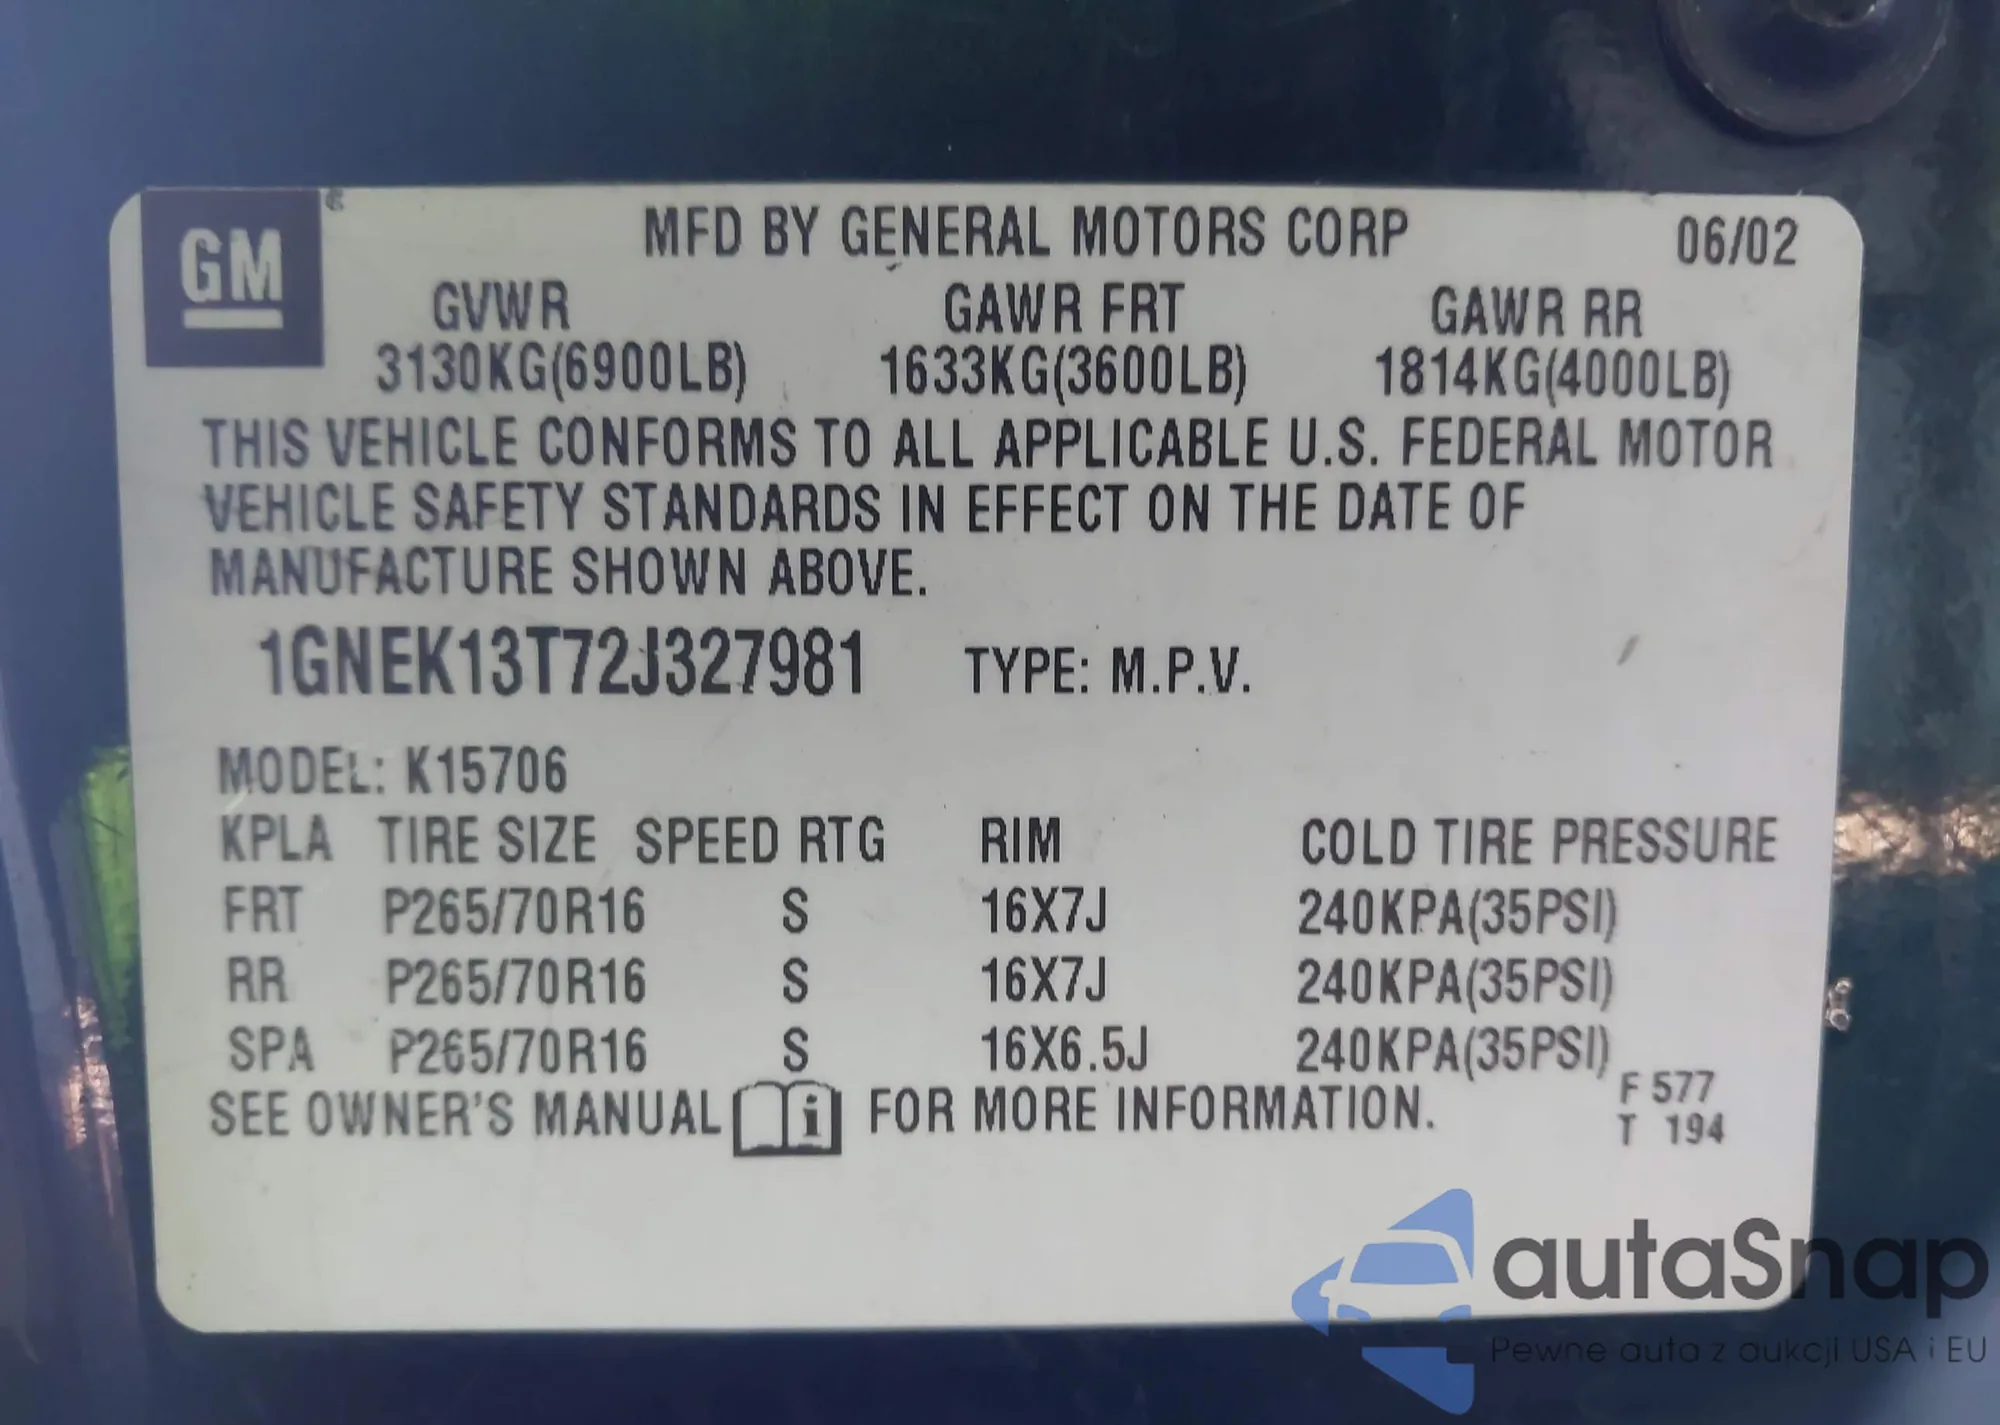 GM
MFD BY GENERAL MOTORS CORP 06/02
GVWR GAWR FRT GAWR RR
3130KG(6900LB) 1633KG(3600LB) 1814KG(4000LB)
THIS VEHICLE CONFORMS TO ALL APPLICABLE U.S. FEDERAL MOTOR
VEHICLE SAFETY STANDARDS IN EFFECT ON THE DATE OF
MANUFACTURE SHOWN ABOVE.
1GNEK13T72J327981 TYPE: M.P.V.
MODEL: K15706
KPLA TIRE SIZE SPEED RTG RIM COLD TIRE PRESSURE
FRT P265/70R16 S 16X7J 240KPA(35PSI)
RR P265/70R16 S 16X7J 240KPA(35PSI)
SPA P265/70R16 S 16X6.5J 240KPA(35PSI)
SEE OWNER'S MANUAL i FOR MORE INFORMATION.
F 577
T 194
autaSnap
Pewne auta z aukcji USA i EU